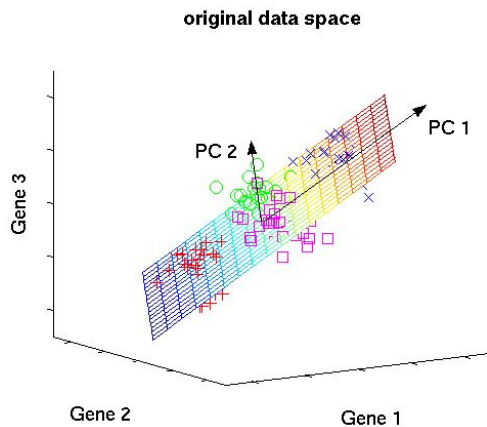 original data space
PC 1
PC 2
Gene 3
Gene 2
Gene 1